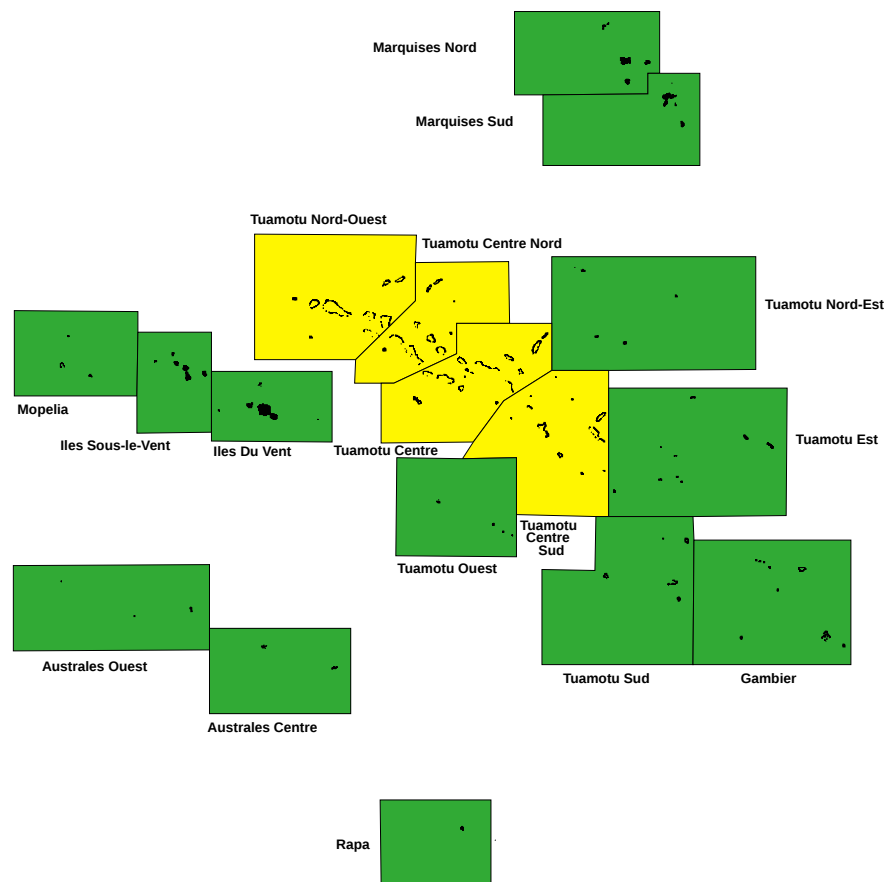 Marquises Nord
Marquises Sud
Tuamotu Nord-Ouest
Tuamotu Centre Nord
Tuamotu Nord-Est
Mopelia
Iles Sous-le-Vent
Iles Du Vent
Tuamotu Centre
Tuamotu Est
Tuamotu
Centre
Sud
Tuamotu Ouest
Australes Ouest
Tuamotu Sud
Gambier
Australes Centre
Rapa